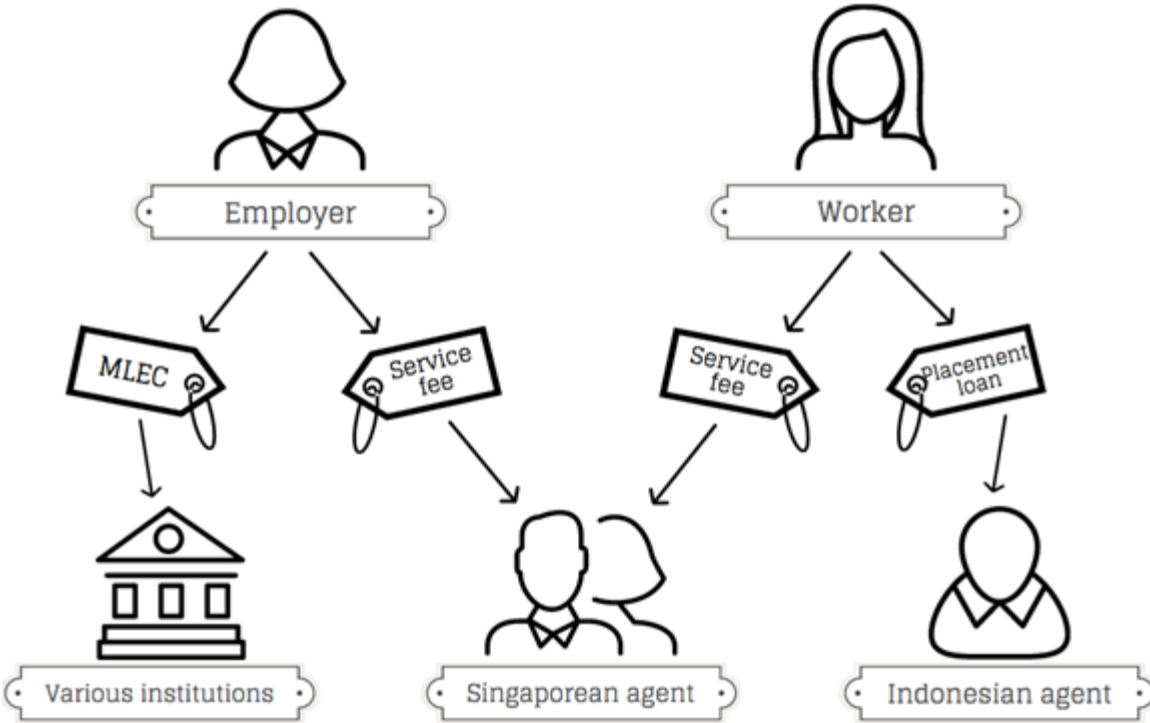 Employer
Worker
MLEC
Service
fee
Service
fee
Placement
loan
Various institutions
Singaporean agent
Indonesian agent